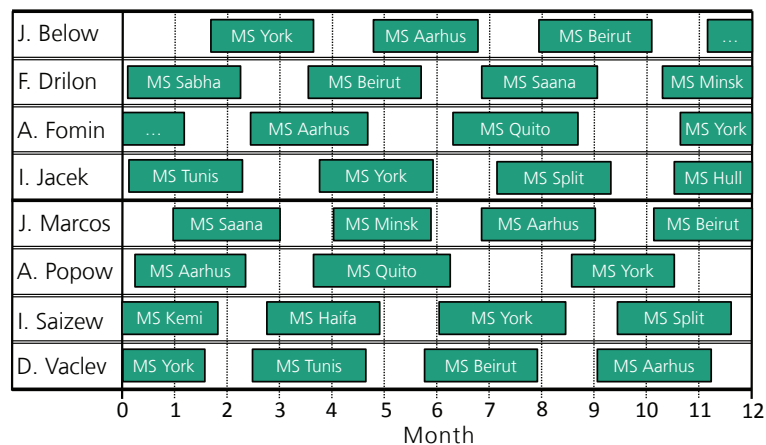 J. Below MS York MS Aarhus MS Beirut ...
F. Drilon MS Sabha MS Beirut MS Saana MS Minsk
A. Fomin ... MS Aarhus MS Quito MS York
I. Jacek MS Tunis MS York MS Split MS Hull
J. Marcos MS Saana MS Minsk MS Aarhus MS Beirut
A. Popow MS Aarhus MS Quito MS York
I. Saizew MS Kemi MS Haifa MS York MS Split
D. Vaclev MS York MS Tunis MS Beirut MS Aarhus
0 1 2 3 4 5 6 7 8 9 10 11 12
Month